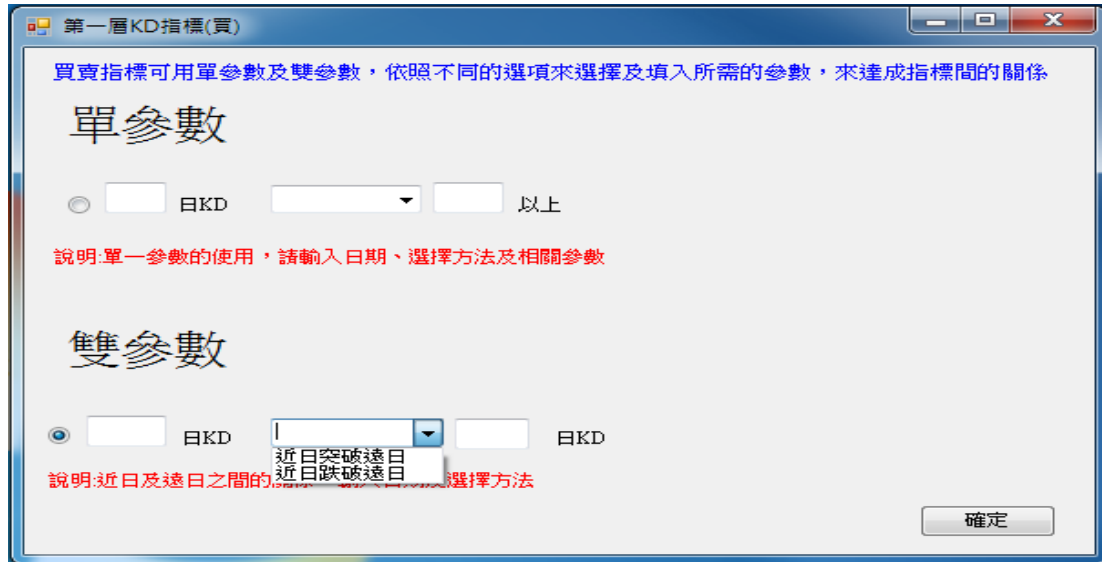 第一層KD指標(買)
買賣指標可用單參數及雙參數，依照不同的選項來選擇及填入所需的參數，來達成指標間的關係
單參數
日KD 以上
說明:單一參數的使用，請輸入日期、選擇方法及相關參數
雙參數
日KD 日KD
近日突破遠日
近日跌破遠日
說明:近日及遠日之間的 選擇方法
確定